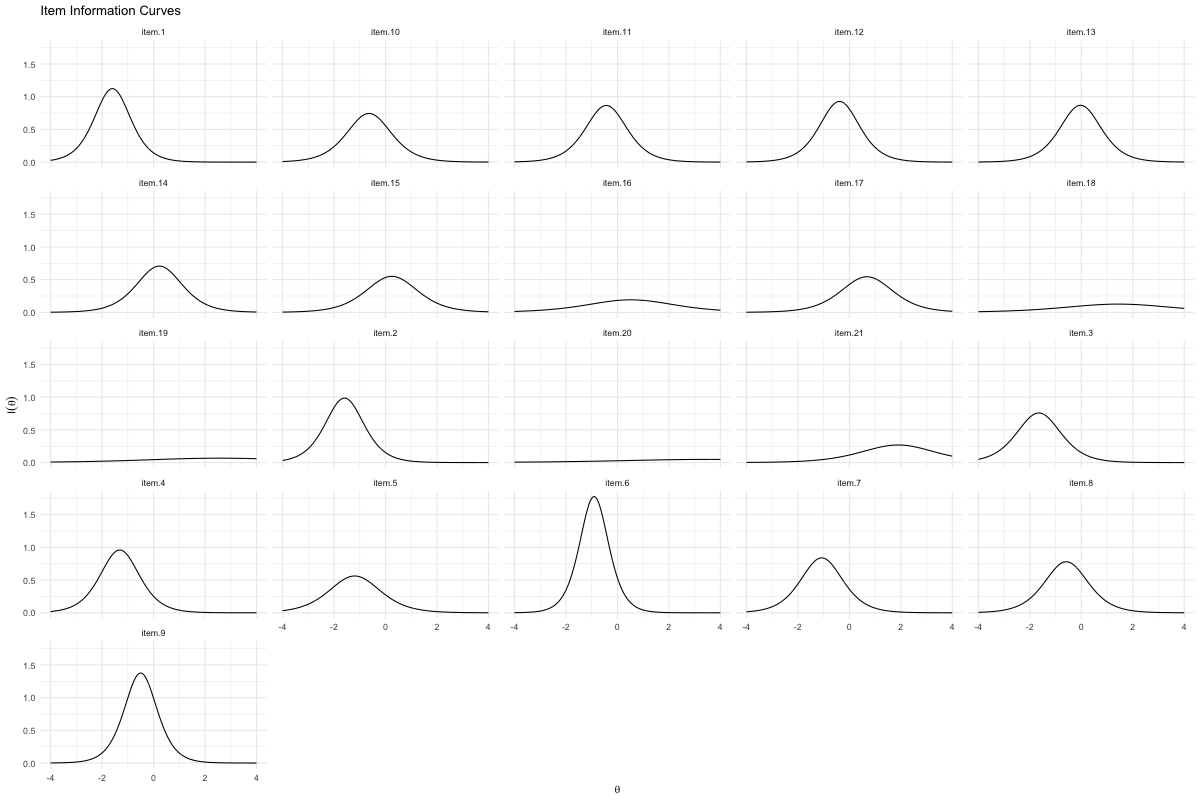 Item Information Curves
item.1 item.10 item.11 item.12 item.13
1.5
1.0
0.5
0.0
item.14 item.15 item.16 item.17 item.18
1.5
1.0
0.5
0.0
item.19 item.2 item.20 item.21 item.3
1.5
1.0
0.5
0.0
I(θ)
item.4 item.5 item.6 item.7 item.8
1.5
1.0
0.5
0.0
-4 -2 0 2 4 -4 -2 0 2 4 -4 -2 0 2 4 -4 -2 0 2 4
item.9
1.5
1.0
0.5
0.0
-4 -2 0 2 4
θ